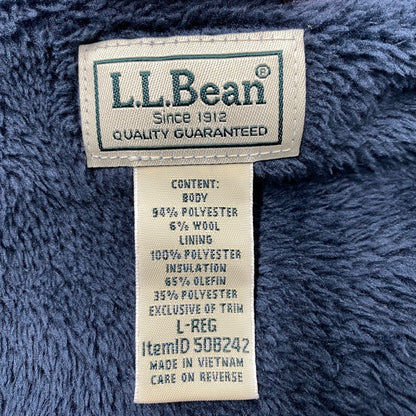 L.L.Bean®
Since 1912
QUALITY GUARANTEED
CONTENT:
BODY
94% POLYESTER
6% WOOL
LINING
100% POLYESTER
INSULATION
65% OLEFIN
35% POLYESTER
EXCLUSIVE OF TRIM
L-REG
ItemID 508242
MADE IN VIETNAM
CARE ON REVERSE